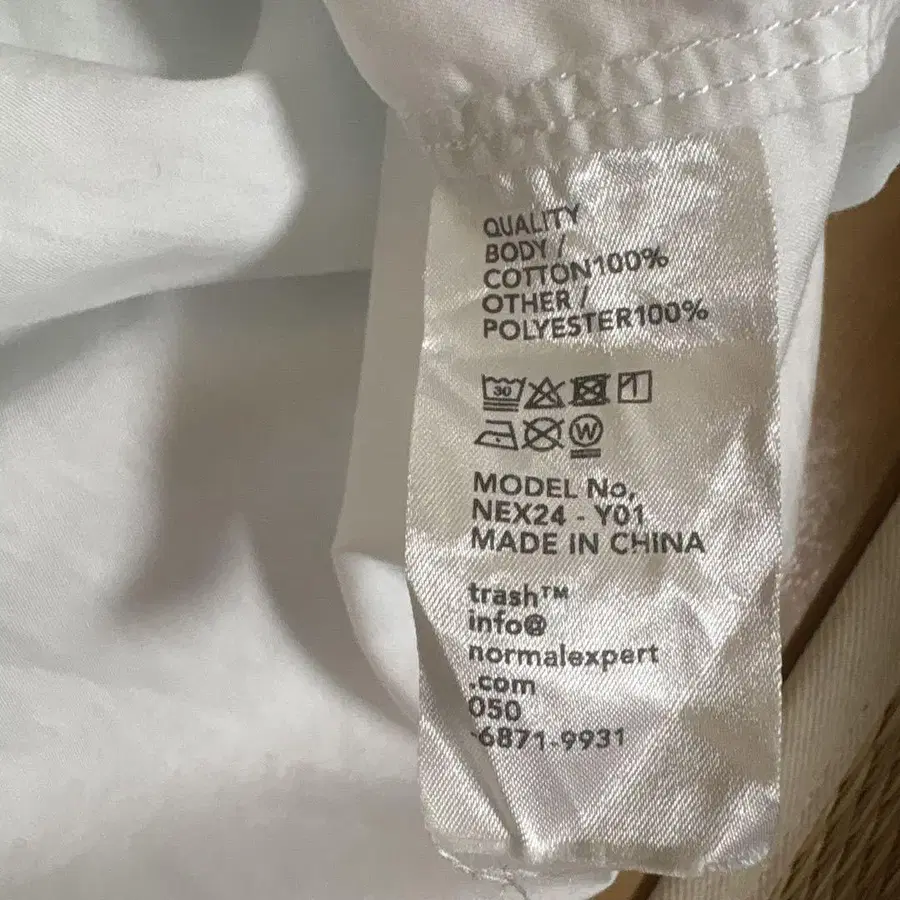 QUALITY
BODY /
COTTON100%
OTHER /
POLYESTER100%
30
W
MODEL No,
NEX24 - Y01
MADE IN CHINA
trash™
info@
normalexpert
.com
050
-6871-9931